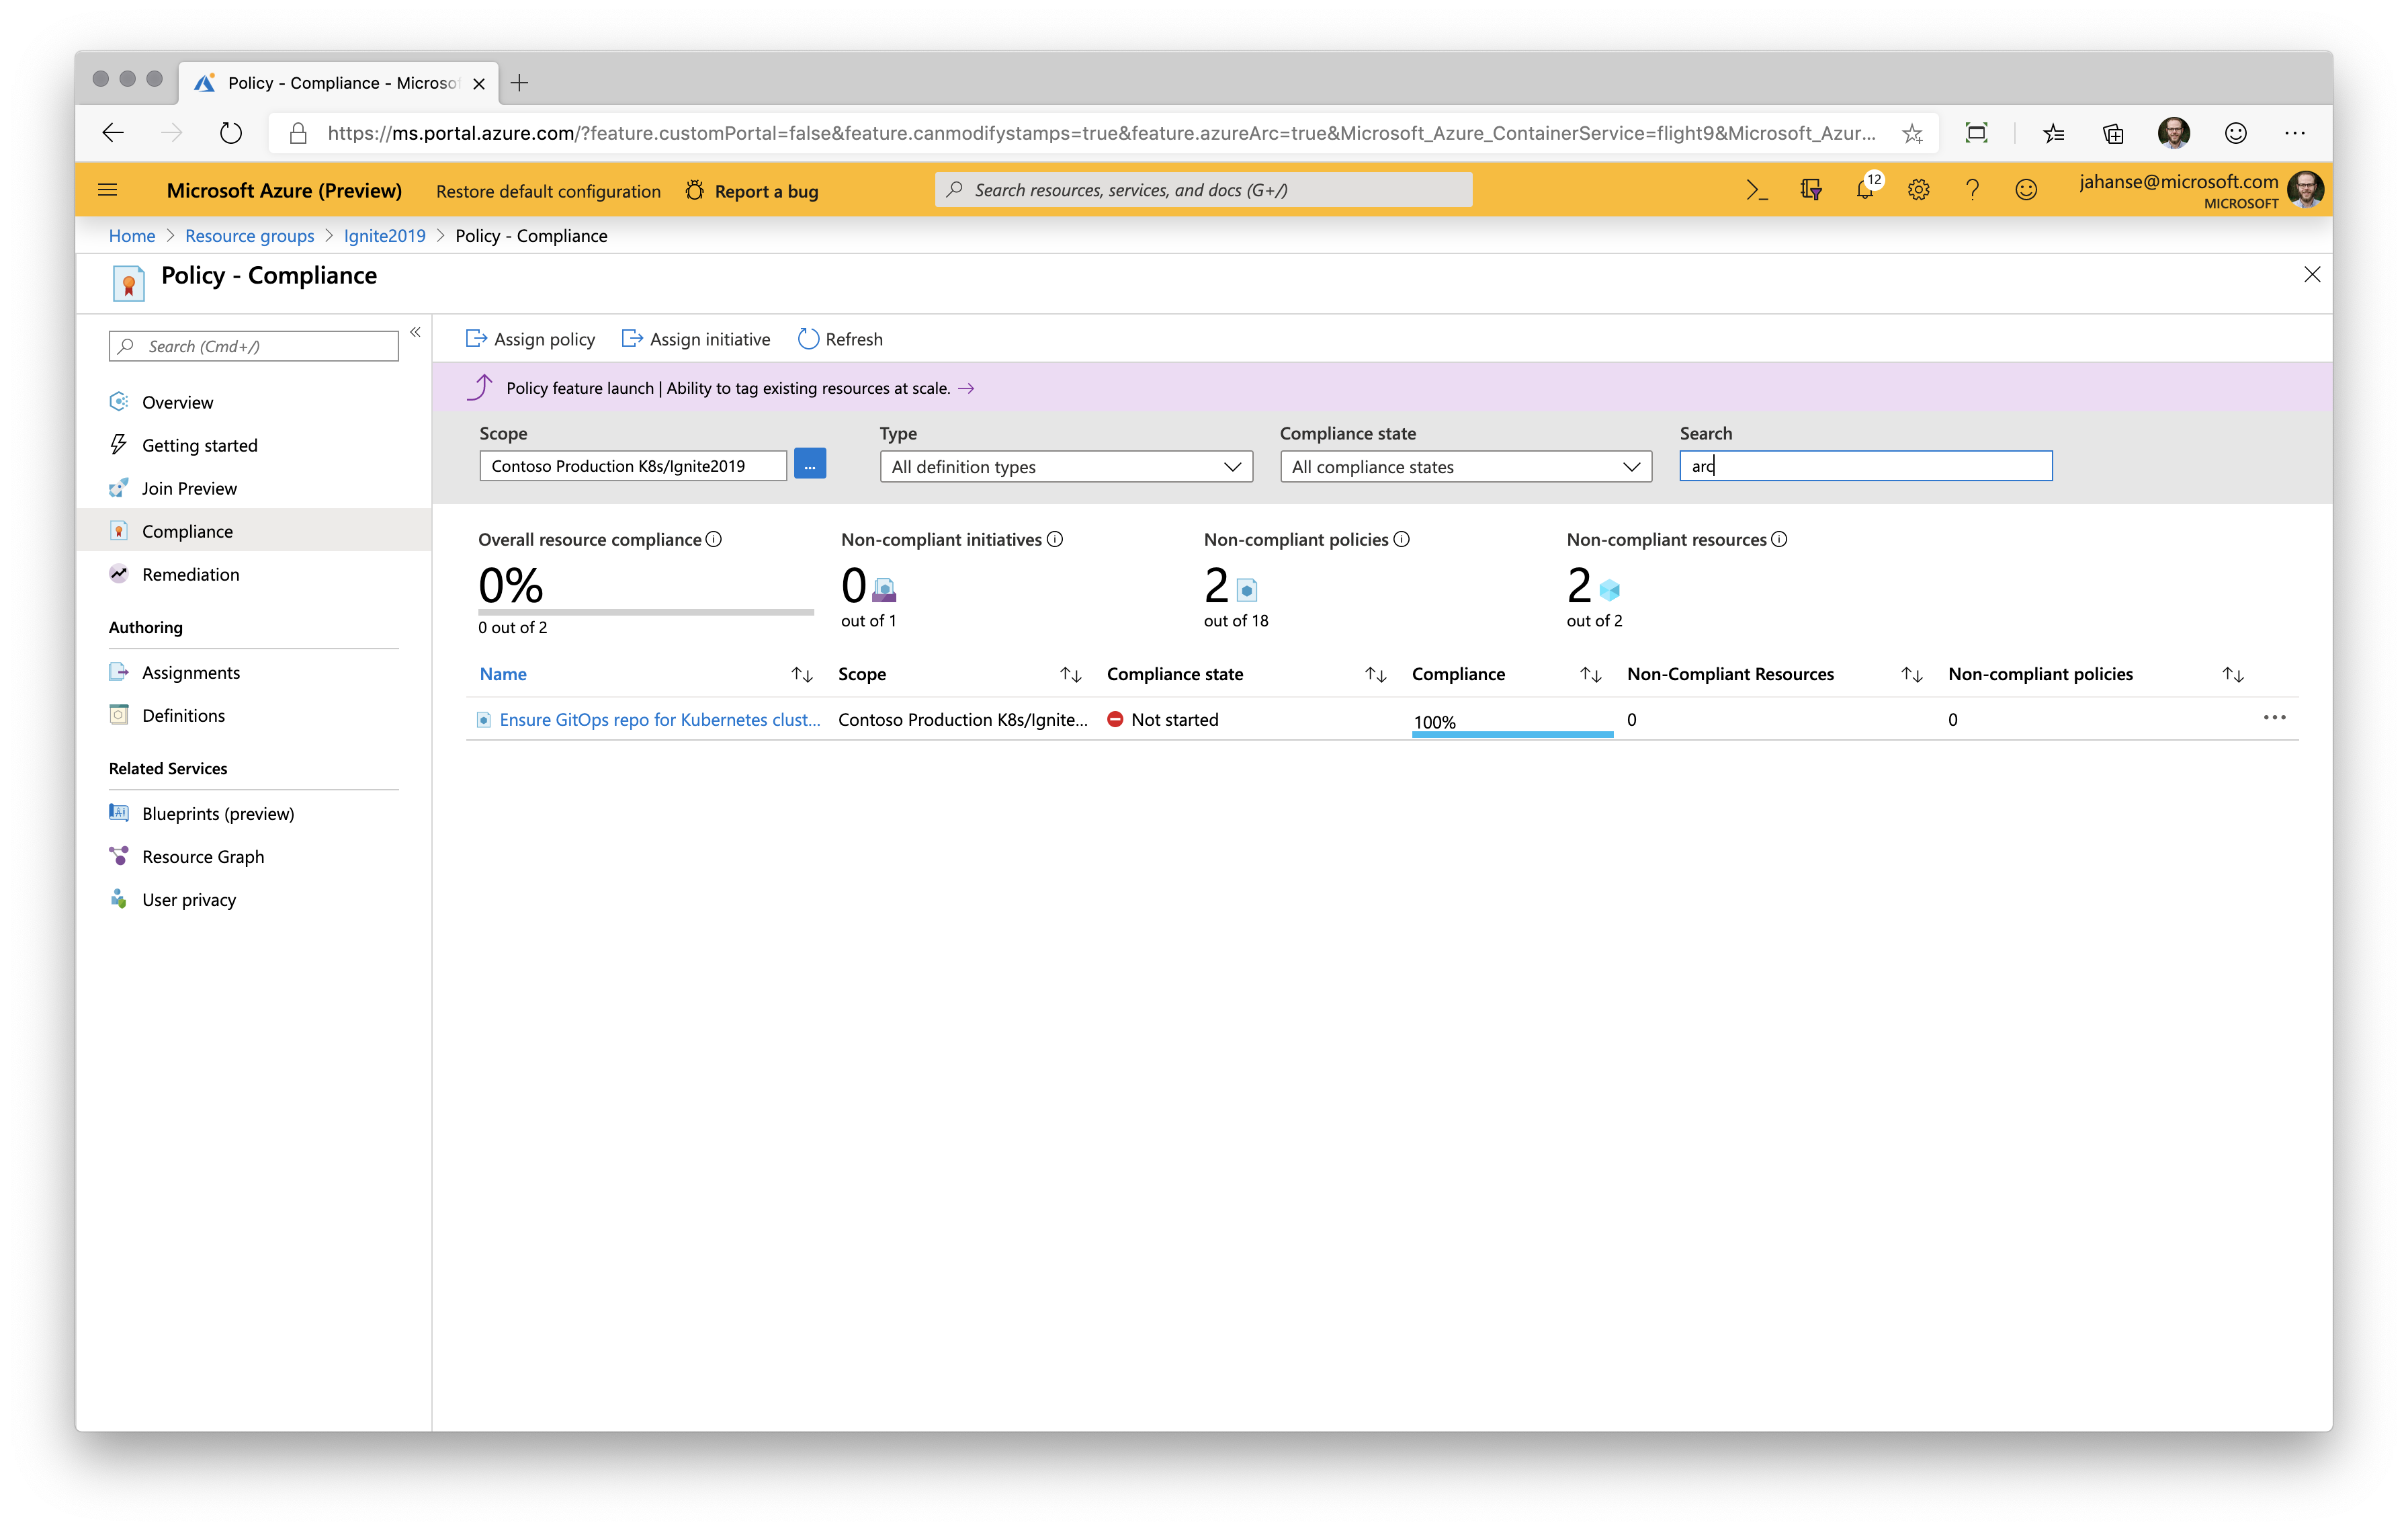 Policy - Compliance - Microsof
https://ms.portal.azure.com/?feature.customPortal=false&feature.canmodifystamps=true&feature.azureArc=true&Microsoft_Azure_ContainerService=flight9&Microsoft_Azur...
Microsoft Azure (Preview)
Restore default configuration
Report a bug
Search resources, services, and docs (G+/)
12
jahanse@microsoft.com
MICROSOFT
Home > Resource groups > Ignite2019 > Policy - Compliance
Policy - Compliance
Search (Cmd+/)
Overview
Getting started
Join Preview
Compliance
Remediation
Authoring
Assignments
Definitions
Related Services
Blueprints (preview)
Resource Graph
User privacy
Assign policy
Assign initiative
Refresh
Policy feature launch | Ability to tag existing resources at scale. →
Scope
Contoso Production K8s/Ignite2019
...
Type
All definition types
Compliance state
All compliance states
Search
arc
Overall resource compliance
0%
0 out of 2
Non-compliant initiatives
0
out of 1
Non-compliant policies
2
out of 18
Non-compliant resources
2
out of 2
Name Scope Compliance state Compliance Non-Compliant Resources Non-compliant policies
Ensure GitOps repo for Kubernetes clust... Contoso Production K8s/Ignite... Not started 100% 0 0